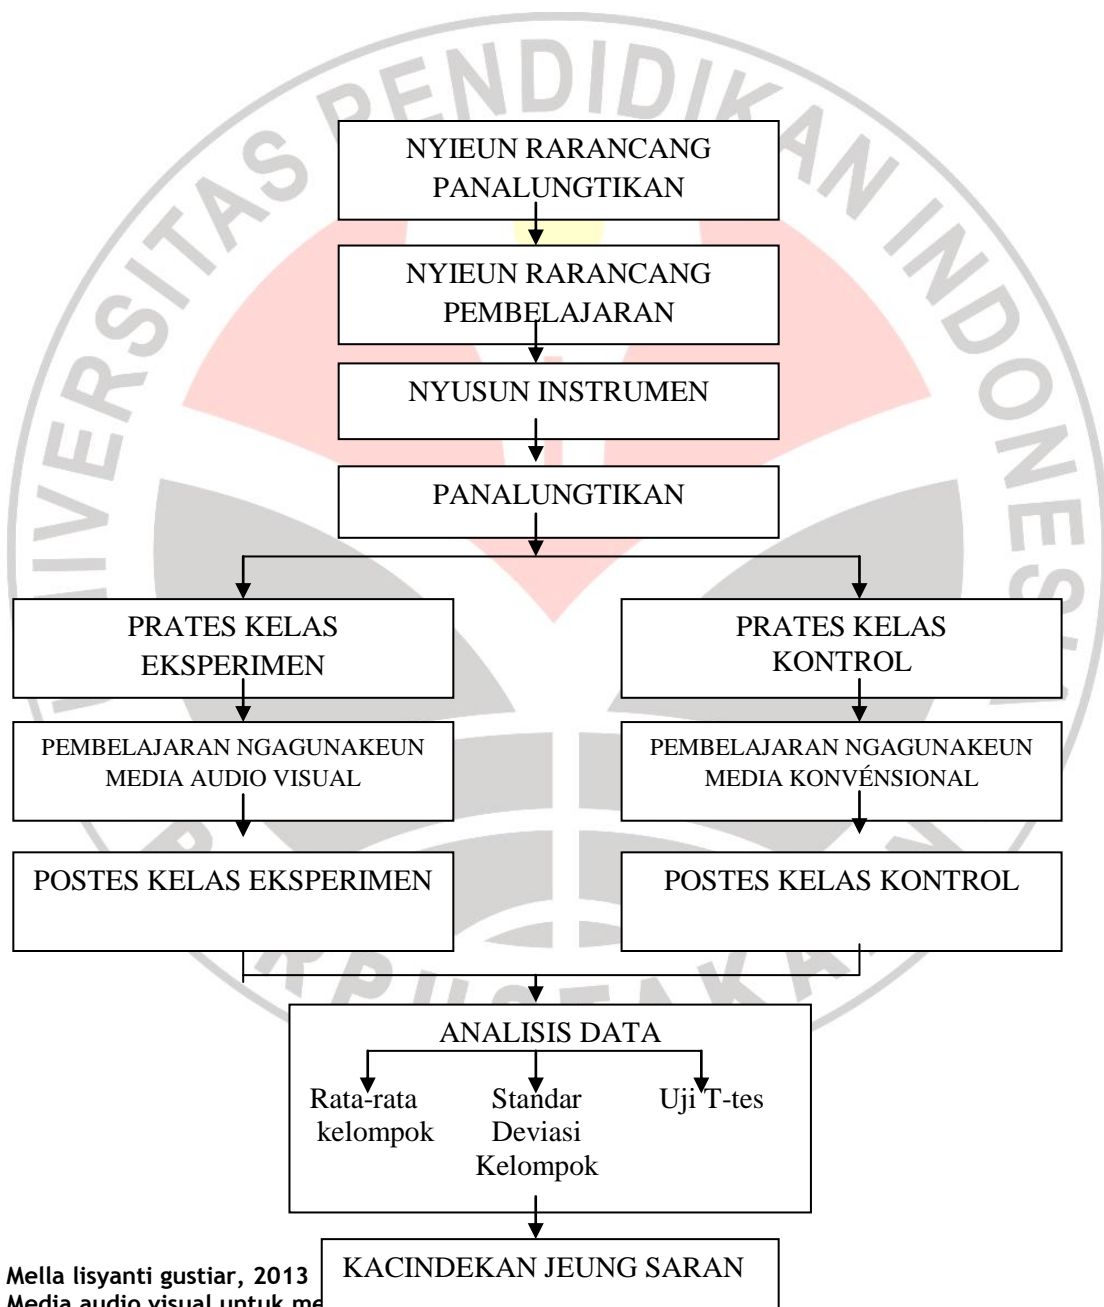 NYIEUN RARANCANG
PANALUNGTIKAN
NYIEUN RARANCANG
PEMBELAJARAN
NYUSUN INSTRUMEN
PANALUNGTIKAN
PRATES KELAS
EKSPERIMEN
PRATES KELAS
KONTROL
PEMBELAJARAN NGAGUNAKEUN
MEDIA AUDIO VISUAL
PEMBELAJARAN NGAGUNAKEUN
MEDIA KONVÉNSIONAL
POSTES KELAS EKSPERIMEN
POSTES KELAS KONTROL
ANALISIS DATA
Rata-rata
kelompok
Standar
Deviasi
Kelompok
Uji T-tes
KACINDEKAN JEUNG SARAN
Mella lisyanti gustiar, 2013
Media audio visual untuk
PENDIDIKAN